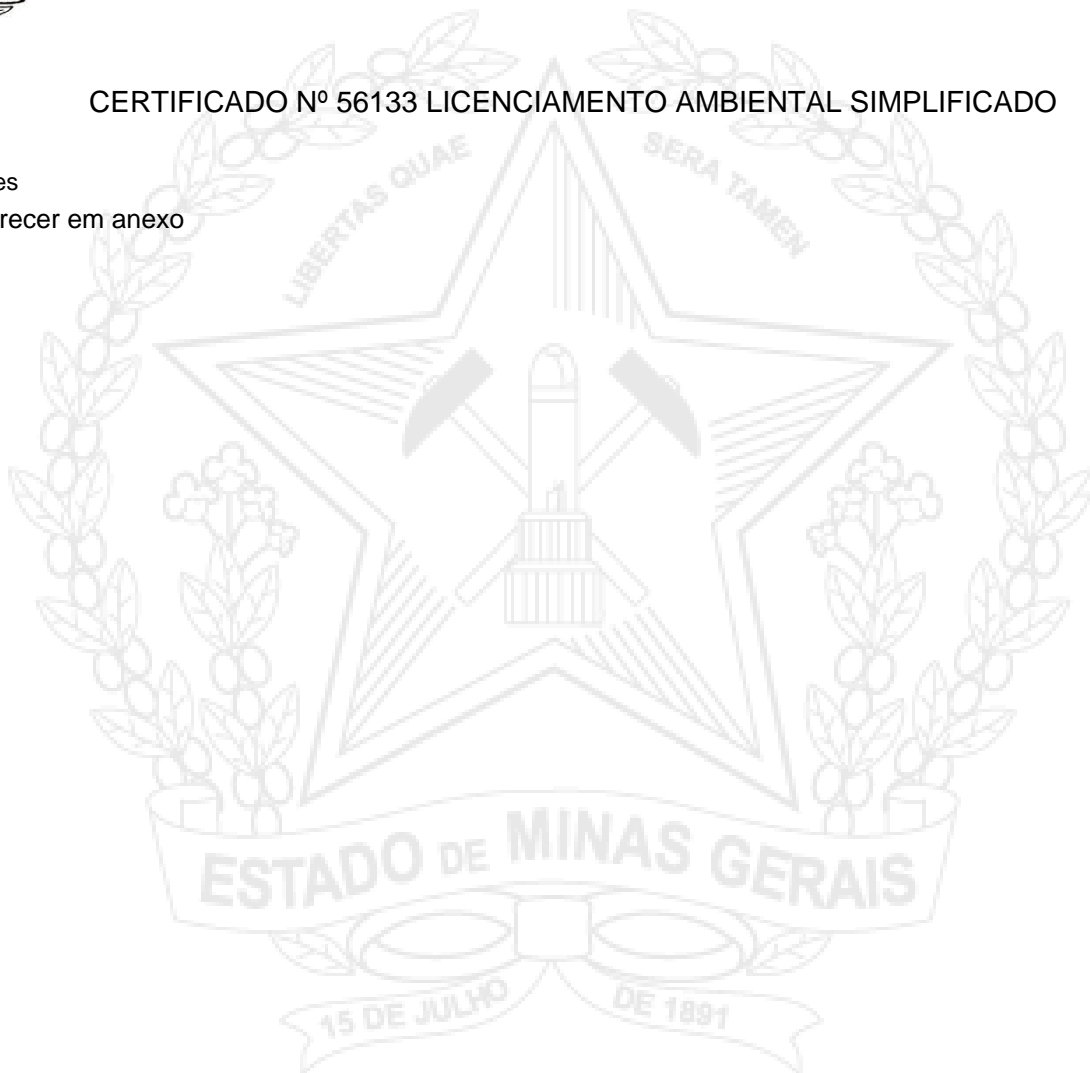 CERTIFICADO Nº 56133 LICENCIAMENTO AMBIENTAL SIMPLIFICADO
es
recer em anexo
LIBERTAS QUAE SERA TAMEN
ESTADO DE MINAS GERAIS
15 DE JULHO DE 1891